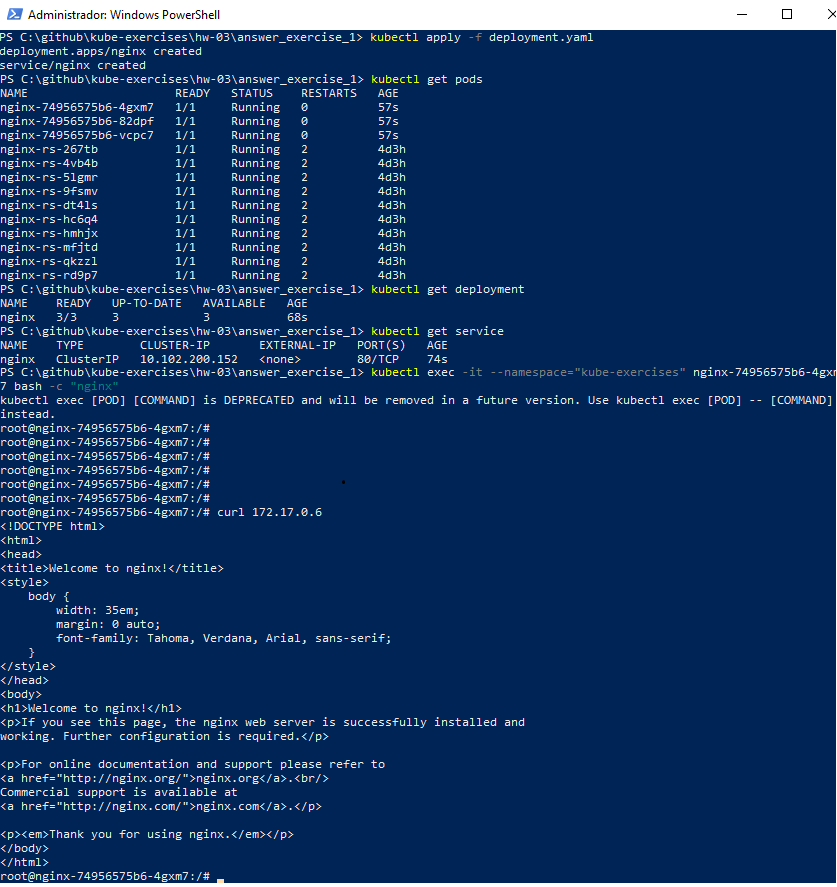 Administrador: Windows PowerShell
PS C:\github\kube-exercises\hw-03\answer_exercise_1> kubectl apply -f deployment.yaml
deployment.apps/nginx created
service/nginx created
PS C:\github\kube-exercises\hw-03\answer_exercise_1> kubectl get pods
NAME                     READY   STATUS    RESTARTS   AGE
nginx-74956575b6-4gxm7   1/1     Running   0          57s
nginx-74956575b6-82dpf   1/1     Running   0          57s
nginx-74956575b6-vcpc7   1/1     Running   0          57s
nginx-rs-267tb           1/1     Running   2          4d3h
nginx-rs-4vb4b           1/1     Running   2          4d3h
nginx-rs-5lgmr           1/1     Running   2          4d3h
nginx-rs-9fsmv           1/1     Running   2          4d3h
nginx-rs-dt4ls           1/1     Running   2          4d3h
nginx-rs-hc6q4           1/1     Running   2          4d3h
nginx-rs-hmhjx           1/1     Running   2          4d3h
nginx-rs-mfjtd           1/1     Running   2          4d3h
nginx-rs-qkzzl           1/1     Running   2          4d3h
nginx-rs-rd9p7           1/1     Running   2          4d3h
PS C:\github\kube-exercises\hw-03\answer_exercise_1> kubectl get deployment
NAME    READY   UP-TO-DATE   AVAILABLE   AGE
nginx   3/3     3            3           68s
PS C:\github\kube-exercises\hw-03\answer_exercise_1> kubectl get service
NAME    TYPE        CLUSTER-IP       EXTERNAL-IP   PORT(S)   AGE
nginx   ClusterIP   10.102.200.152   <none>        80/TCP    74s
PS C:\github\kube-exercises\hw-03\answer_exercise_1> kubectl exec -it --namespace="kube-exercises" nginx-74956575b6-4gxm
7 bash -c "nginx"
kubectl exec [POD] [COMMAND] is DEPRECATED and will be removed in a future version. Use kubectl exec [POD] -- [COMMAND]
instead.
root@nginx-74956575b6-4gxm7:/#
root@nginx-74956575b6-4gxm7:/#
root@nginx-74956575b6-4gxm7:/#
root@nginx-74956575b6-4gxm7:/#
root@nginx-74956575b6-4gxm7:/#
root@nginx-74956575b6-4gxm7:/#
root@nginx-74956575b6-4gxm7:/# curl 172.17.0.6
<!DOCTYPE html>
<html>
<head>
<title>Welcome to nginx!</title>
<style>
    body {
        width: 35em;
        margin: 0 auto;
        font-family: Tahoma, Verdana, Arial, sans-serif;
    }
</style>
</head>
<body>
<h1>Welcome to nginx!</h1>
<p>If you see this page, the nginx web server is successfully installed and
working. Further configuration is required.</p>

<p>For online documentation and support please refer to
<a href="http://nginx.org/">nginx.org</a>.<br/>
Commercial support is available at
<a href="http://nginx.com/">nginx.com</a>.</p>

<p><em>Thank you for using nginx.</em></p>
</body>
</html>
root@nginx-74956575b6-4gxm7:/#